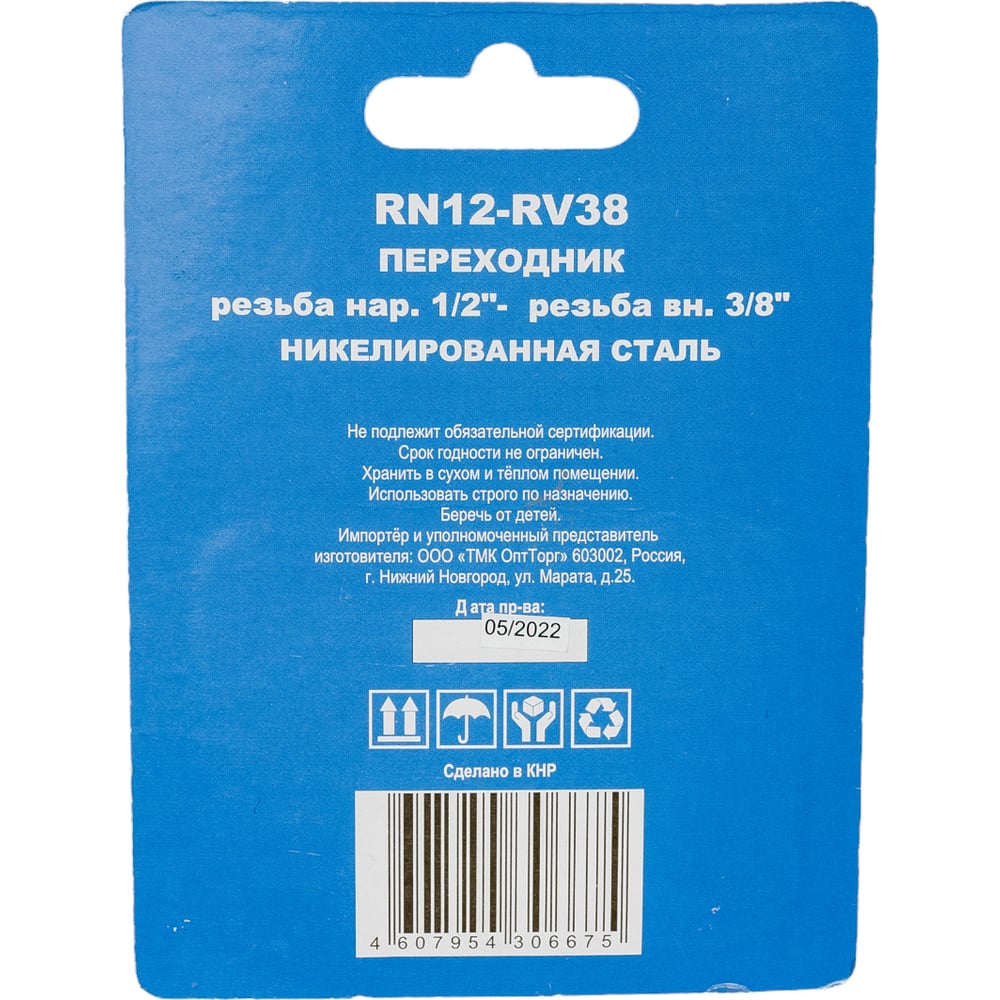 RN12-RV38
ПЕРЕХОДНИК
резьба нар. 1/2"- резьба вн. 3/8"
НИКЕЛИРОВАННАЯ СТАЛЬ
Не подлежит обязательной сертификации.
Срок годности не ограничен.
Хранить в сухом и тёплом помещении.
Использовать строго по назначению.
Беречь от детей.
Импортёр и уполномоченный представитель
изготовителя: ООО «ТМК ОптТорг» 603002, Россия,
г. Нижний Новгород, ул. Марата, д.25.
Дата пр-ва:
05/2022
Сделано в КНР
4 607954 306675